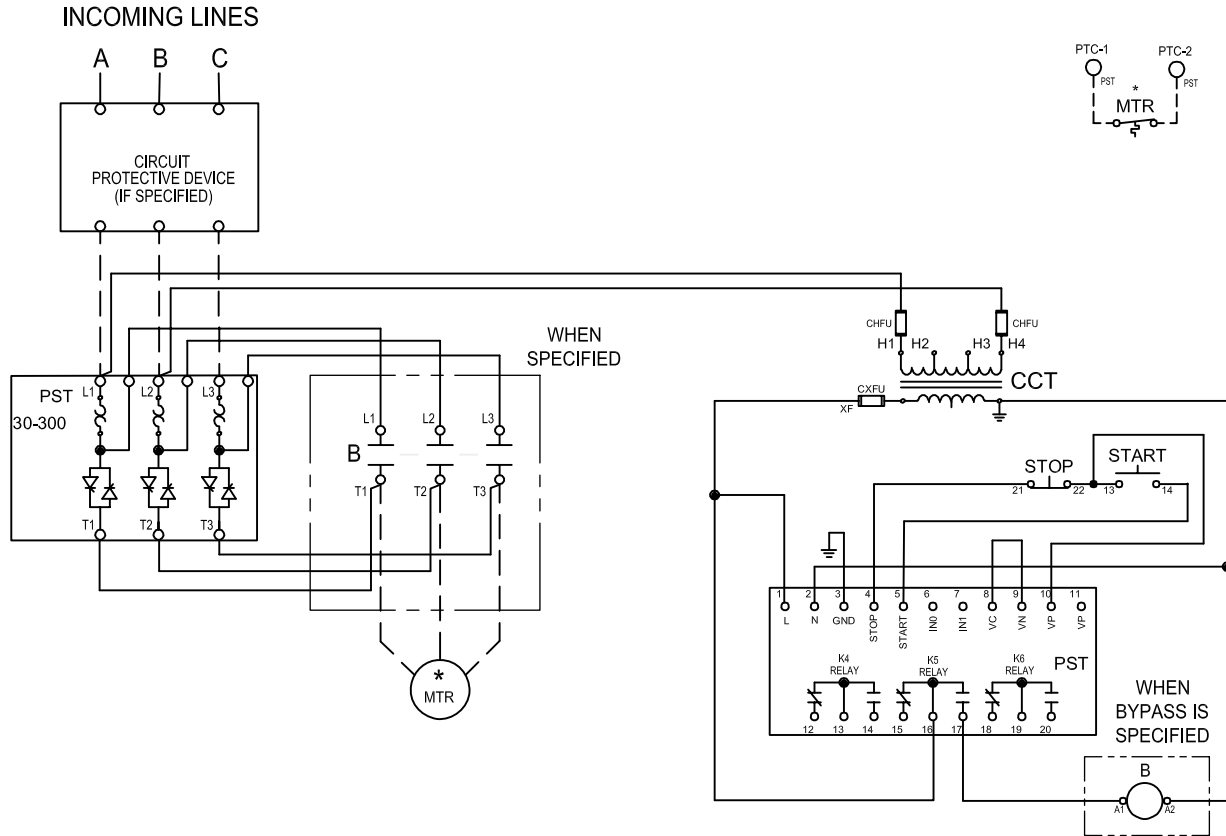 INCOMING LINES
A B C
CIRCUIT
PROTECTIVE DEVICE
(IF SPECIFIED)
PTC-1 PTC-2
PST PST
*
MTR
WHEN
SPECIFIED
CHFU CHFU
H1 H2 H3 H4
CCT
CXFU
XF
PST
30-300
L1 L2 L3
L1 L2 L3
B
T1 T2 T3
T1 T2 T3
*
MTR
STOP START
21 22 13 14
1 2 3 4 5 6 7 8 9 10 11
L N GND STOP START IN0 IN1 VC VN VP VP
K4 K5 K6
RELAY RELAY RELAY
PST
12 13 14 15 16 17 18 19 20
WHEN
BYPASS IS
SPECIFIED
B
A1 A2